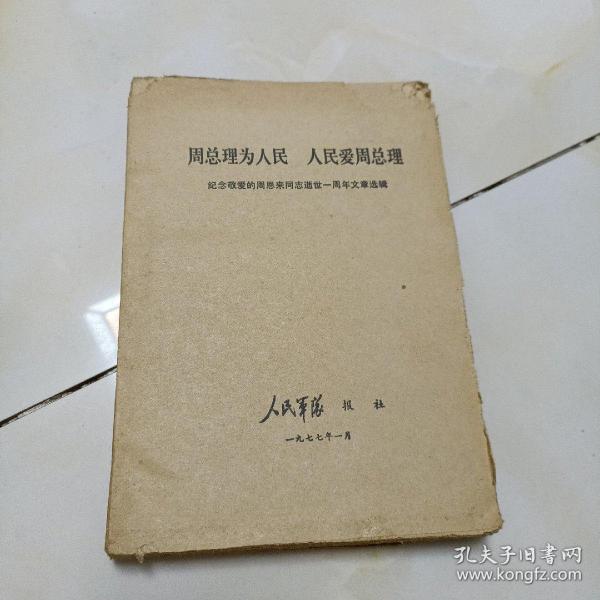 周总理为人民 人民爱周总理
纪念敬爱的周恩来同志逝世一周年文章选辑
人民军队 报社
一九七七年一月
孔夫子旧书网
www.kongfz.com